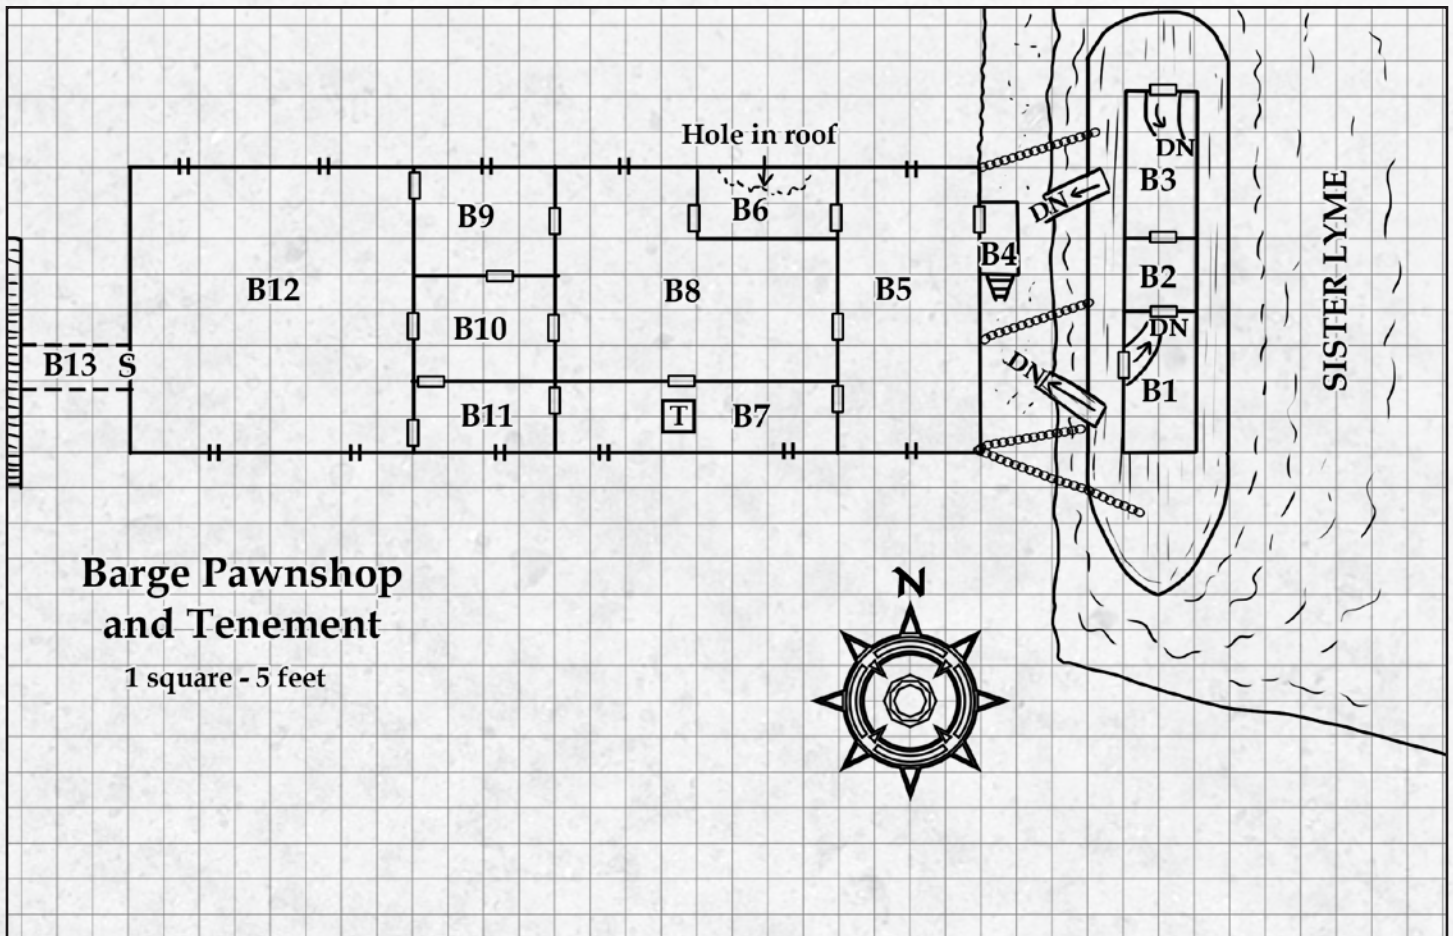 Hole in roof
DN
B3
SISTER LYME
DN
B9
B6
B4
B12
B8
B5
B2
B10
DN
B13 S
DN
B1
B11
T
B7
Barge Pawnshop
and Tenement
1 square - 5 feet
N